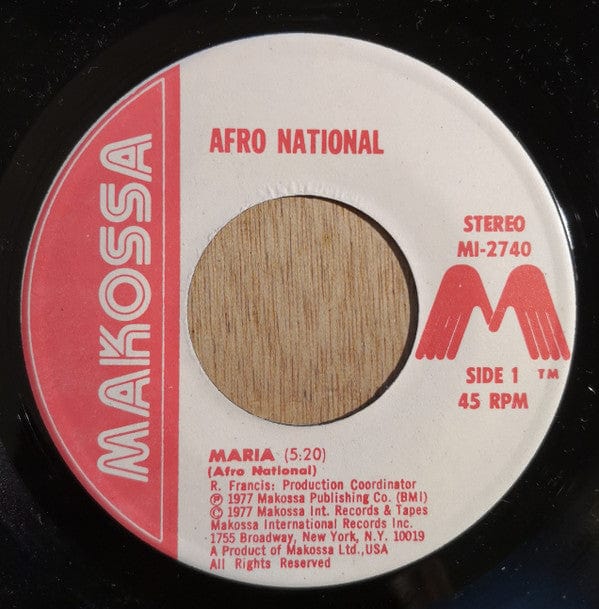 MAKOSSA
AFRO NATIONAL
STEREO
MI-2740
M
SIDE 1 TM
45 RPM
MARIA (5:20)
(Afro National)
R. Francis: Production Coordinator
Ⓟ 1977 Makossa Publishing Co. (BMI)
© 1977 Makossa Int. Records & Tapes
Makossa International Records Inc.
1755 Broadway, New York, N.Y. 10019
A Product of Makossa Ltd.,USA
All Rights Reserved